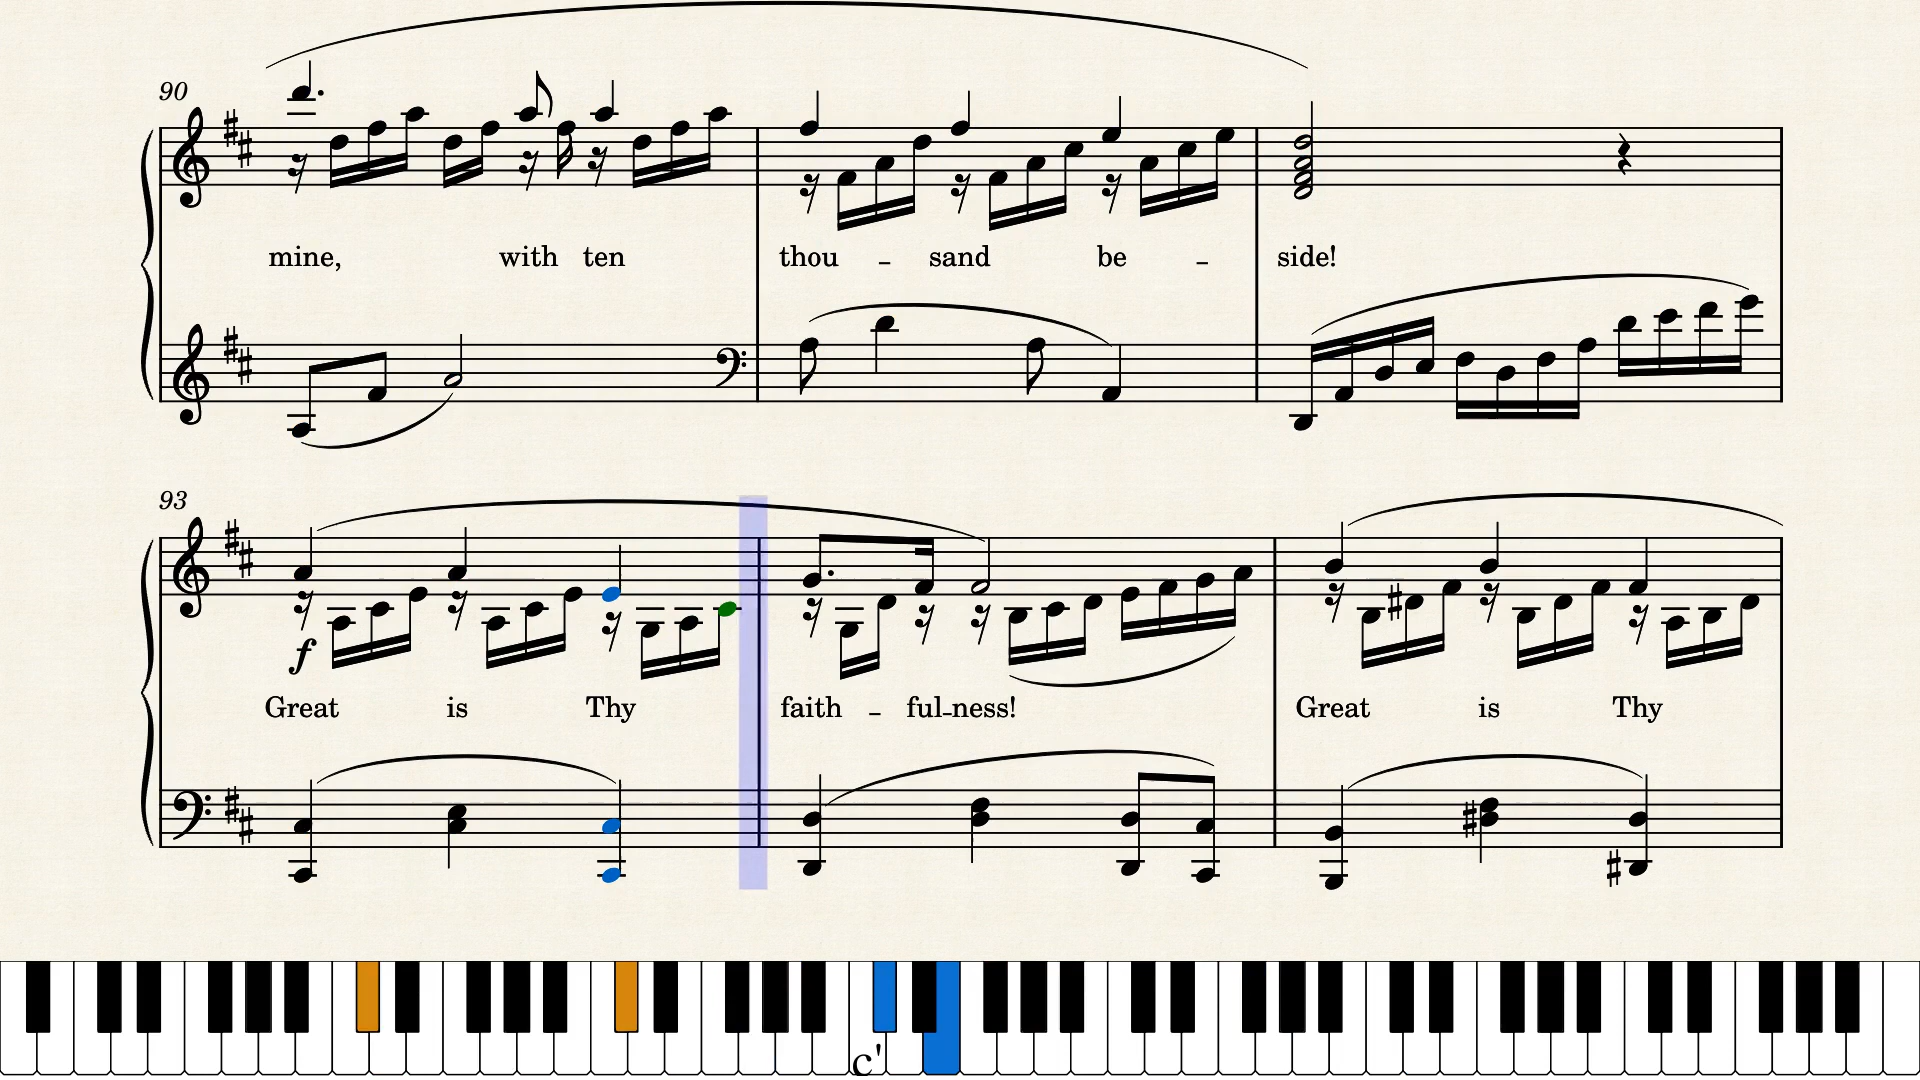 90
mine, with ten thou - sand be - side!
93
f
Great is Thy faith - ful-ness! Great is Thy
c'